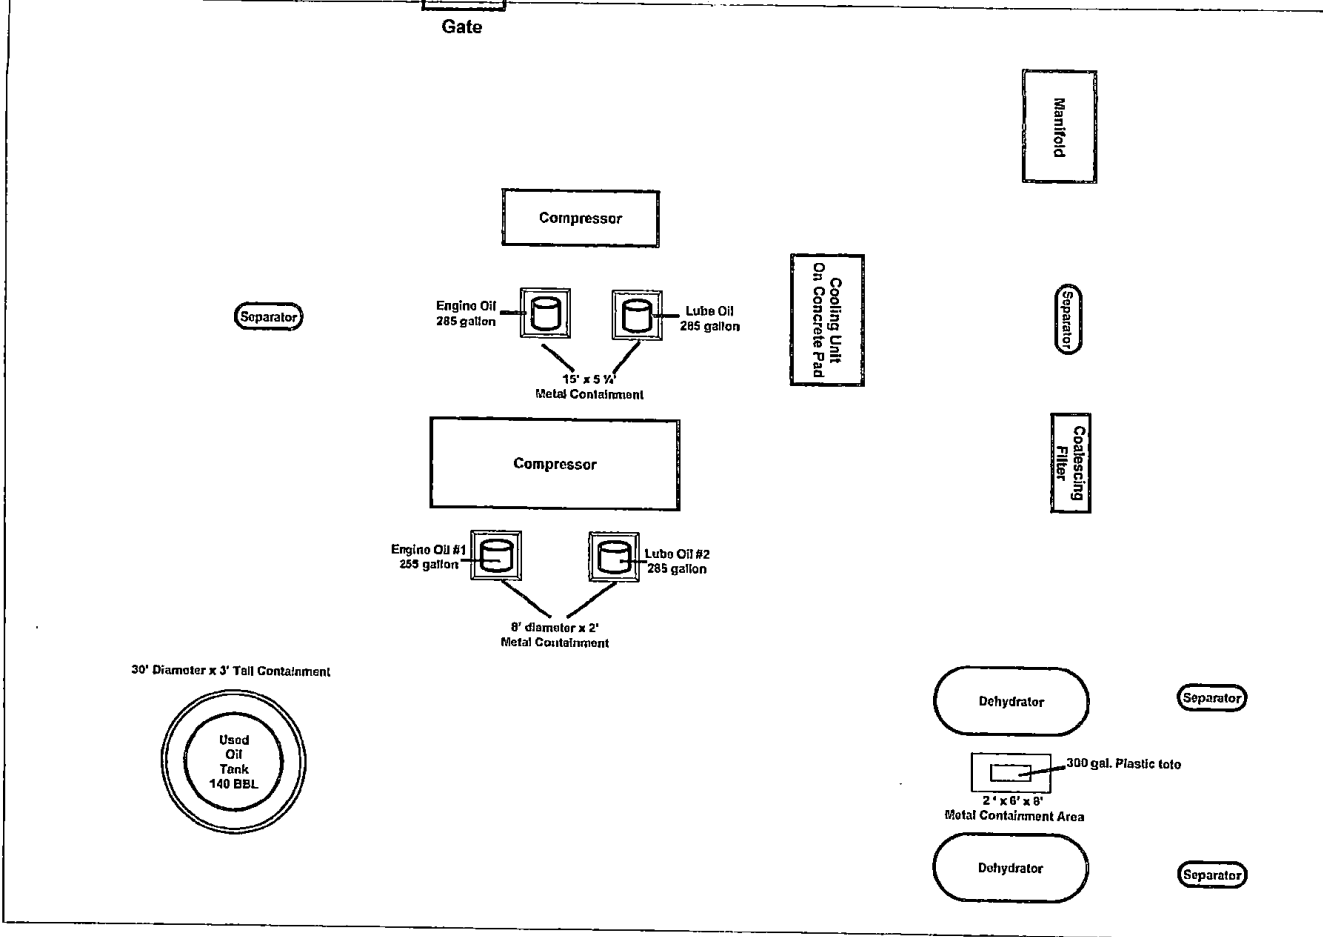 Gate
Manifold
Compressor
Cooling Unit
On Concrete Pad
Engine Oil
285 gallon
Lube Oil
285 gallon
Separator
Separator
15' x 5 ¼'
Metal Containment
Compressor
Coalescing
Filter
Engine Oil #1
255 gallon
Lube Oil #2
285 gallon
8' diameter x 2'
Metal Containment
30' Diameter x 3' Tall Containment
Used
Oil
Tank
140 BBL
Dehydrator
Separator
300 gal. Plastic tote
2' x 6' x 8'
Metal Containment Area
Dehydrator
Separator